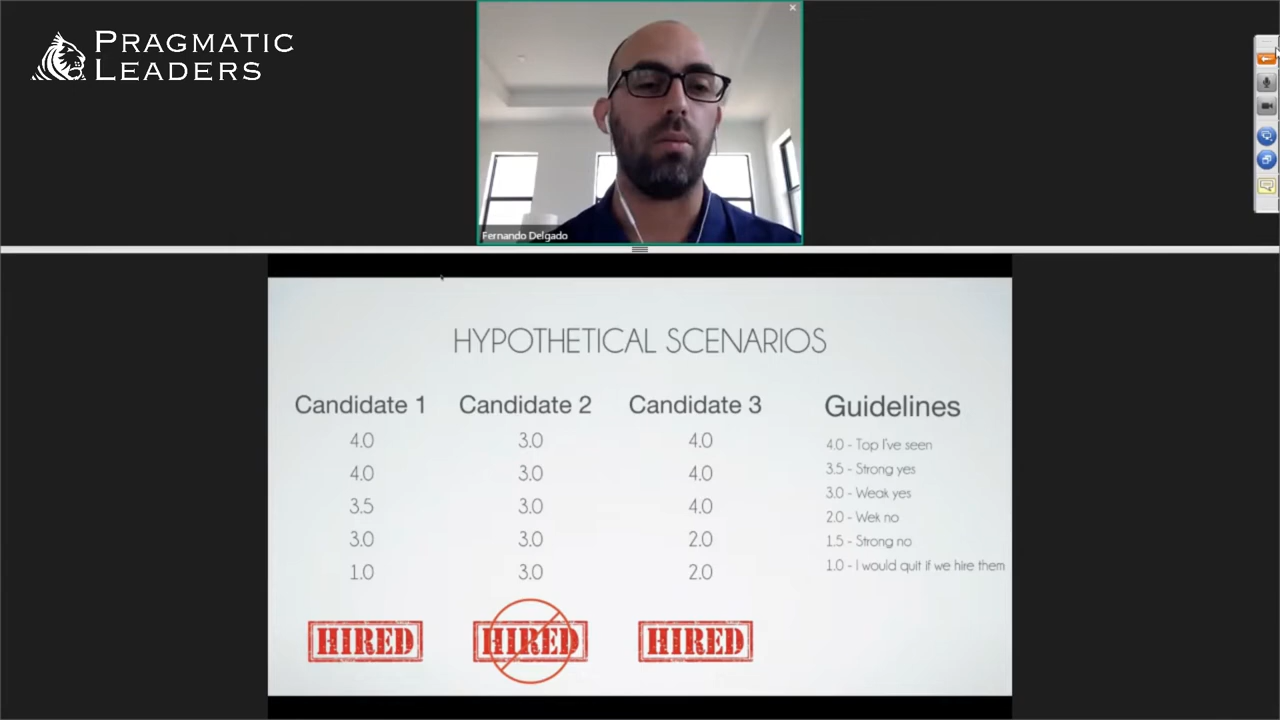 PRAGMATIC
LEADERS
Fernando Delgado
HYPOTHETICAL SCENARIOS
Candidate 1 Candidate 2 Candidate 3 Guidelines
4.0 3.0 4.0 4.0 - Top I've seen
4.0 3.0 4.0 3.5 - Strong yes
3.5 3.0 4.0 3.0 - Weak yes
3.0 3.0 2.0 2.0 - Wek no
1.0 3.0 2.0 1.5 - Strong no
1.0 - I would quit if we hire them
HIRED HIRED HIRED